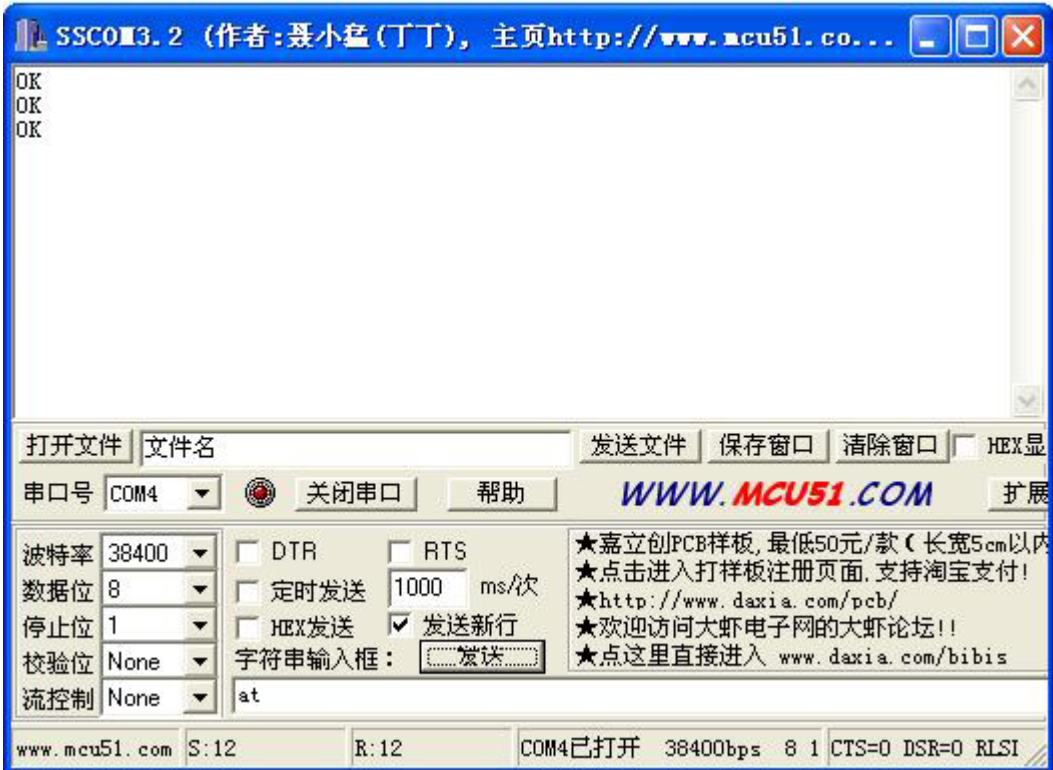 SSCOM3.2 (作者:聂小猛(丁丁), 主页http://www.mcu51.co...
OK
OK
OK
打开文件 文件名 发送文件 保存窗口 清除窗口 HEX显
串口号 COM4 关闭串口 帮助 WWW.MCU51.COM 扩展
波特率 38400 DTR RTS ★嘉立创PCB样板,最低50元/款(长宽5cm以内
数据位 8 定时发送 1000 ms/次 ★点击进入打样板注册页面.支持淘宝支付!
★http://www.daxia.com/pcb/
停止位 1 HEX发送 发送新行 ★欢迎访问大虾电子网的大虾论坛!!
校验位 None 字符串输入框: 发送 ★点这里直接进入 www.daxia.com/bibis
流控制 None at
www.mcu51.com S:12 R:12 COM4已打开 38400bps 8 1 CTS=0 DSR=0 RLSI